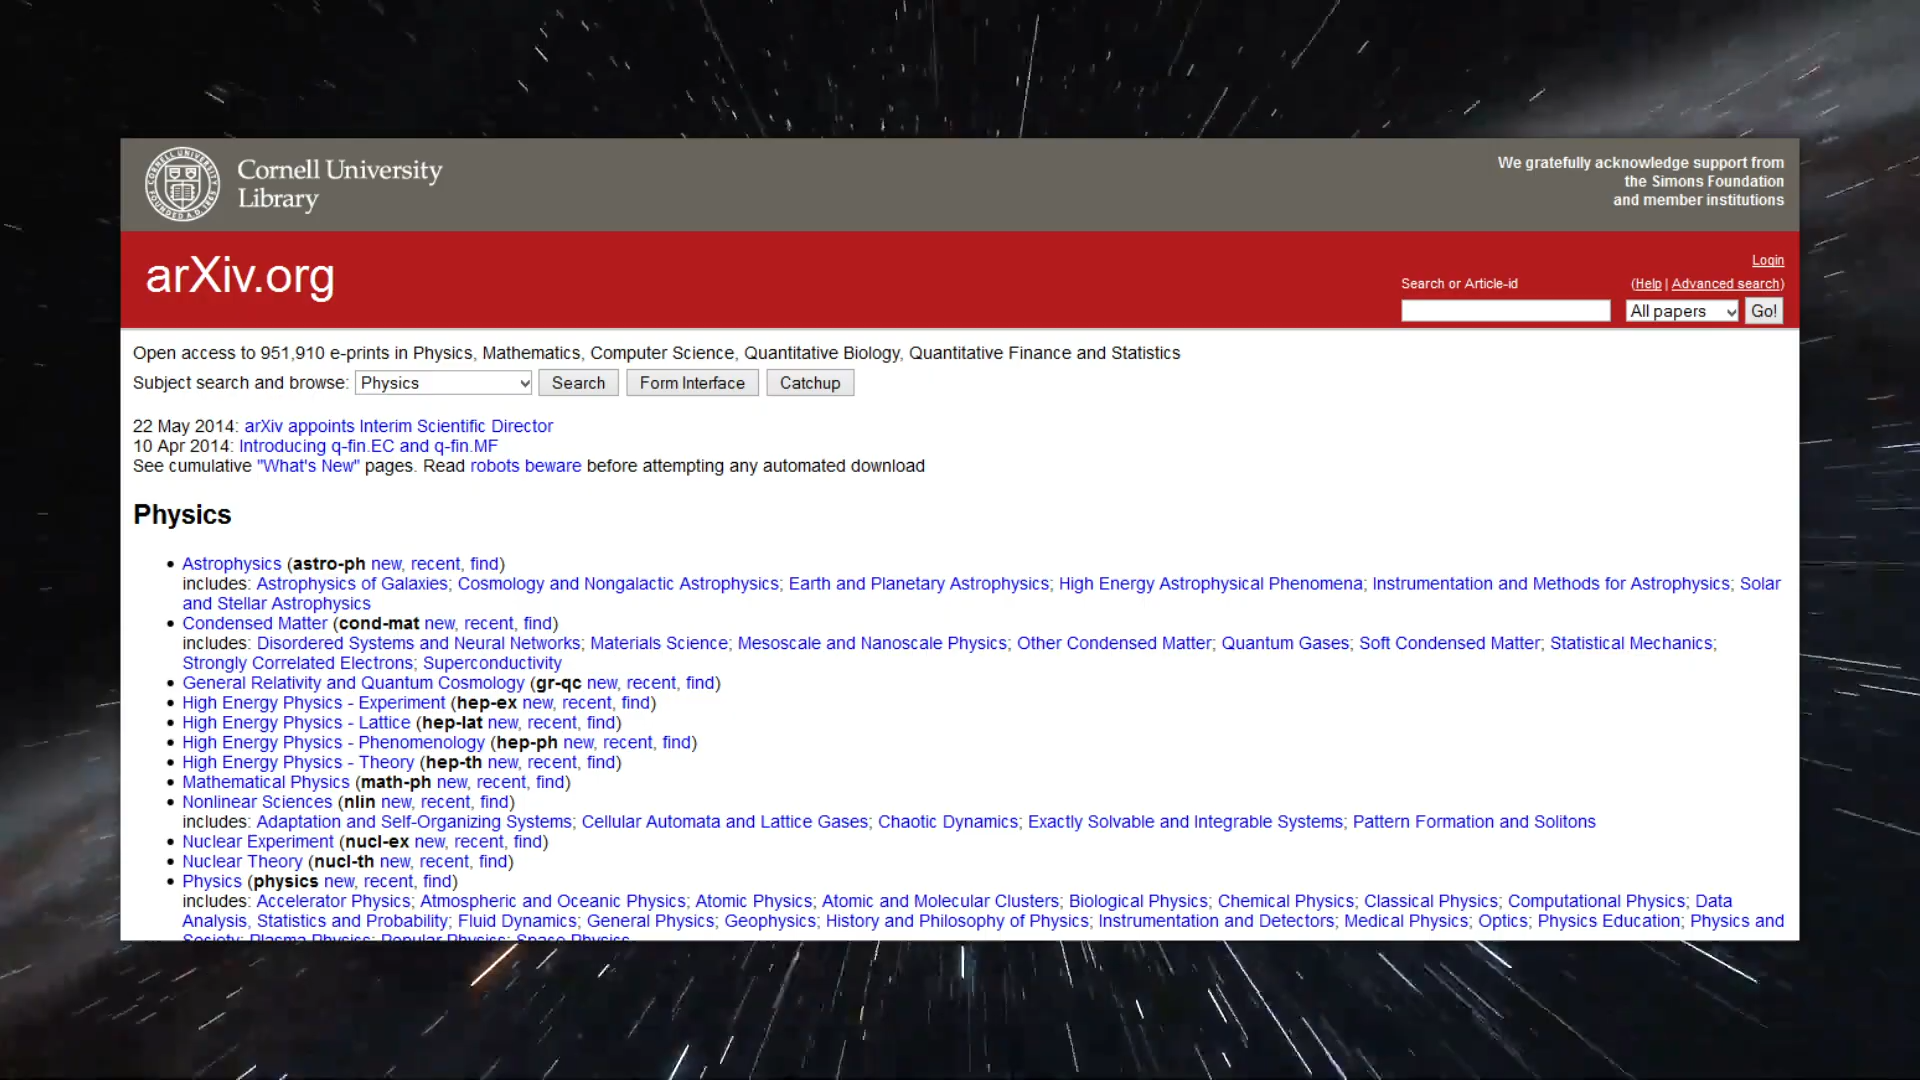 Cornell University
Library
We gratefully acknowledge support from
the Simons Foundation
and member institutions
arXiv.org
Login
Search or Article-id
(Help | Advanced search)
All papers
Go!
Open access to 951,910 e-prints in Physics, Mathematics, Computer Science, Quantitative Biology, Quantitative Finance and Statistics
Subject search and browse: Physics Search Form Interface Catchup
22 May 2014: arXiv appoints Interim Scientific Director
10 Apr 2014: Introducing q-fin.EC and q-fin.MF
See cumulative "What's New" pages. Read robots beware before attempting any automated download
Physics
• Astrophysics (astro-ph new, recent, find)
includes: Astrophysics of Galaxies; Cosmology and Nongalactic Astrophysics; Earth and Planetary Astrophysics; High Energy Astrophysical Phenomena; Instrumentation and Methods for Astrophysics; Solar
and Stellar Astrophysics
• Condensed Matter (cond-mat new, recent, find)
includes: Disordered Systems and Neural Networks; Materials Science; Mesoscale and Nanoscale Physics; Other Condensed Matter; Quantum Gases; Soft Condensed Matter; Statistical Mechanics;
Strongly Correlated Electrons; Superconductivity
• General Relativity and Quantum Cosmology (gr-qc new, recent, find)
• High Energy Physics - Experiment (hep-ex new, recent, find)
• High Energy Physics - Lattice (hep-lat new, recent, find)
• High Energy Physics - Phenomenology (hep-ph new, recent, find)
• High Energy Physics - Theory (hep-th new, recent, find)
• Mathematical Physics (math-ph new, recent, find)
• Nonlinear Sciences (nlin new, recent, find)
includes: Adaptation and Self-Organizing Systems; Cellular Automata and Lattice Gases; Chaotic Dynamics; Exactly Solvable and Integrable Systems; Pattern Formation and Solitons
• Nuclear Experiment (nucl-ex new, recent, find)
• Nuclear Theory (nucl-th new, recent, find)
• Physics (physics new, recent, find)
includes: Accelerator Physics; Atmospheric and Oceanic Physics; Atomic Physics; Atomic and Molecular Clusters; Biological Physics; Chemical Physics; Classical Physics; Computational Physics; Data
Analysis, Statistics and Probability; Fluid Dynamics; General Physics; Geophysics; History and Philosophy of Physics; Instrumentation and Detectors; Medical Physics; Optics; Physics Education; Physics and
Society; Plasma Physics; Popular Physics; Space Physics